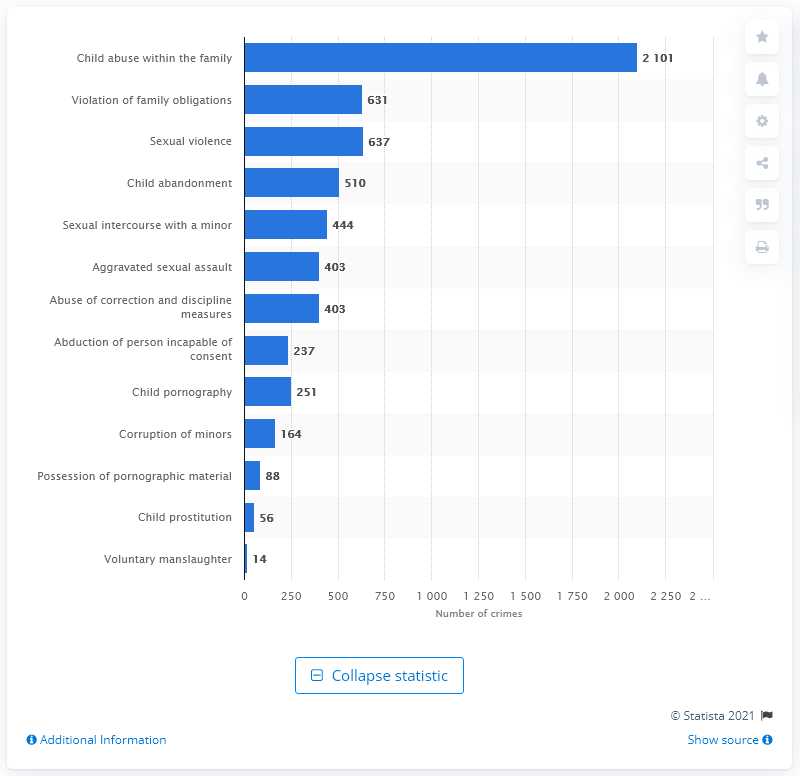 Child abuse within the family 2 101
Violation of family obligations 631
Sexual violence 637
Child abandonment 510
Sexual intercourse with a minor 444
Aggravated sexual assault 403
Abuse of correction and discipline
measures 403
Abduction of person incapable of
consent 237
Child pornography 251
Corruption of minors 164
Possession of pornographic material 88
Child prostitution 56
Voluntary manslaughter 14
0 250 500 750 1 000 1 250 1 500 1 750 2 000 2 250 2 ...
Number of crimes
Collapse statistic
© Statista 2021
Additional Information Show source